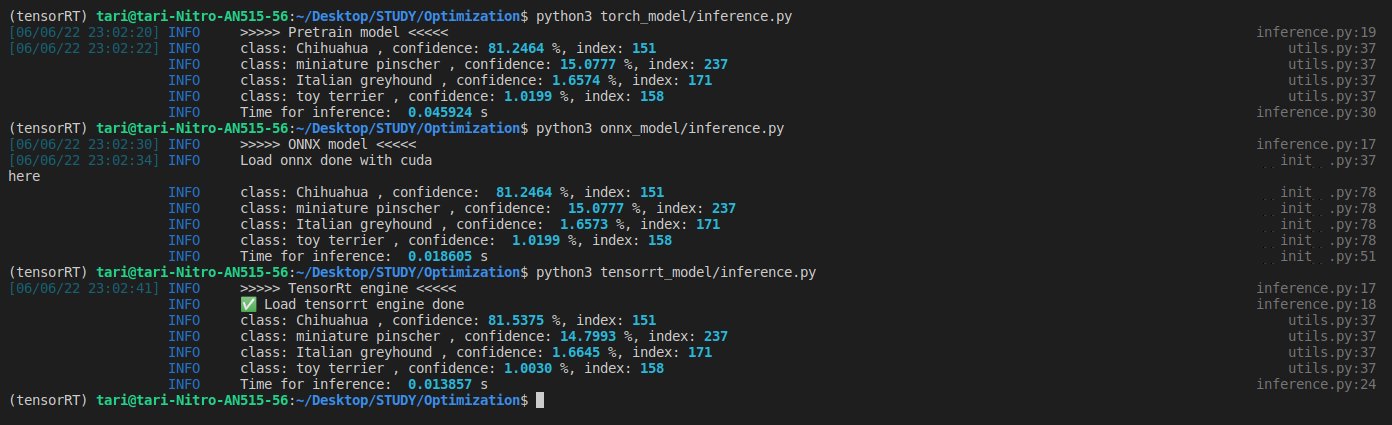 (tensorRT) tari@tari-Nitro-AN515-56:~/Desktop/STUDY/Optimization$ python3 torch_model/inference.py
[06/06/22 23:02:20] INFO >>>>> Pretrain model <<<<< inference.py:19
[06/06/22 23:02:22] INFO class: Chihuahua , confidence: 81.2464 %, index: 151 utils.py:37
INFO class: miniature pinscher , confidence: 15.0777 %, index: 237 utils.py:37
INFO class: Italian greyhound , confidence: 1.6574 %, index: 171 utils.py:37
INFO class: toy terrier , confidence: 1.0199 %, index: 158 utils.py:37
INFO Time for inference: 0.045924 s inference.py:30
(tensorRT) tari@tari-Nitro-AN515-56:~/Desktop/STUDY/Optimization$ python3 onnx_model/inference.py
[06/06/22 23:02:30] INFO >>>>> ONNX model <<<<< inference.py:17
[06/06/22 23:02:34] INFO Load onnx done with cuda __init__.py:37
here
INFO class: Chihuahua , confidence: 81.2464 %, index: 151 __init__.py:78
INFO class: miniature pinscher , confidence: 15.0777 %, index: 237 __init__.py:78
INFO class: Italian greyhound , confidence: 1.6573 %, index: 171 __init__.py:78
INFO class: toy terrier , confidence: 1.0199 %, index: 158 __init__.py:78
INFO Time for inference: 0.018605 s __init__.py:51
(tensorRT) tari@tari-Nitro-AN515-56:~/Desktop/STUDY/Optimization$ python3 tensorrt_model/inference.py
[06/06/22 23:02:41] INFO >>>>> TensorRt engine <<<<< inference.py:17
INFO ✅ Load tensorrt engine done inference.py:18
INFO class: Chihuahua , confidence: 81.5375 %, index: 151 utils.py:37
INFO class: miniature pinscher , confidence: 14.7993 %, index: 237 utils.py:37
INFO class: Italian greyhound , confidence: 1.6645 %, index: 171 utils.py:37
INFO class: toy terrier , confidence: 1.0030 %, index: 158 utils.py:37
INFO Time for inference: 0.013857 s inference.py:24
(tensorRT) tari@tari-Nitro-AN515-56:~/Desktop/STUDY/Optimization$